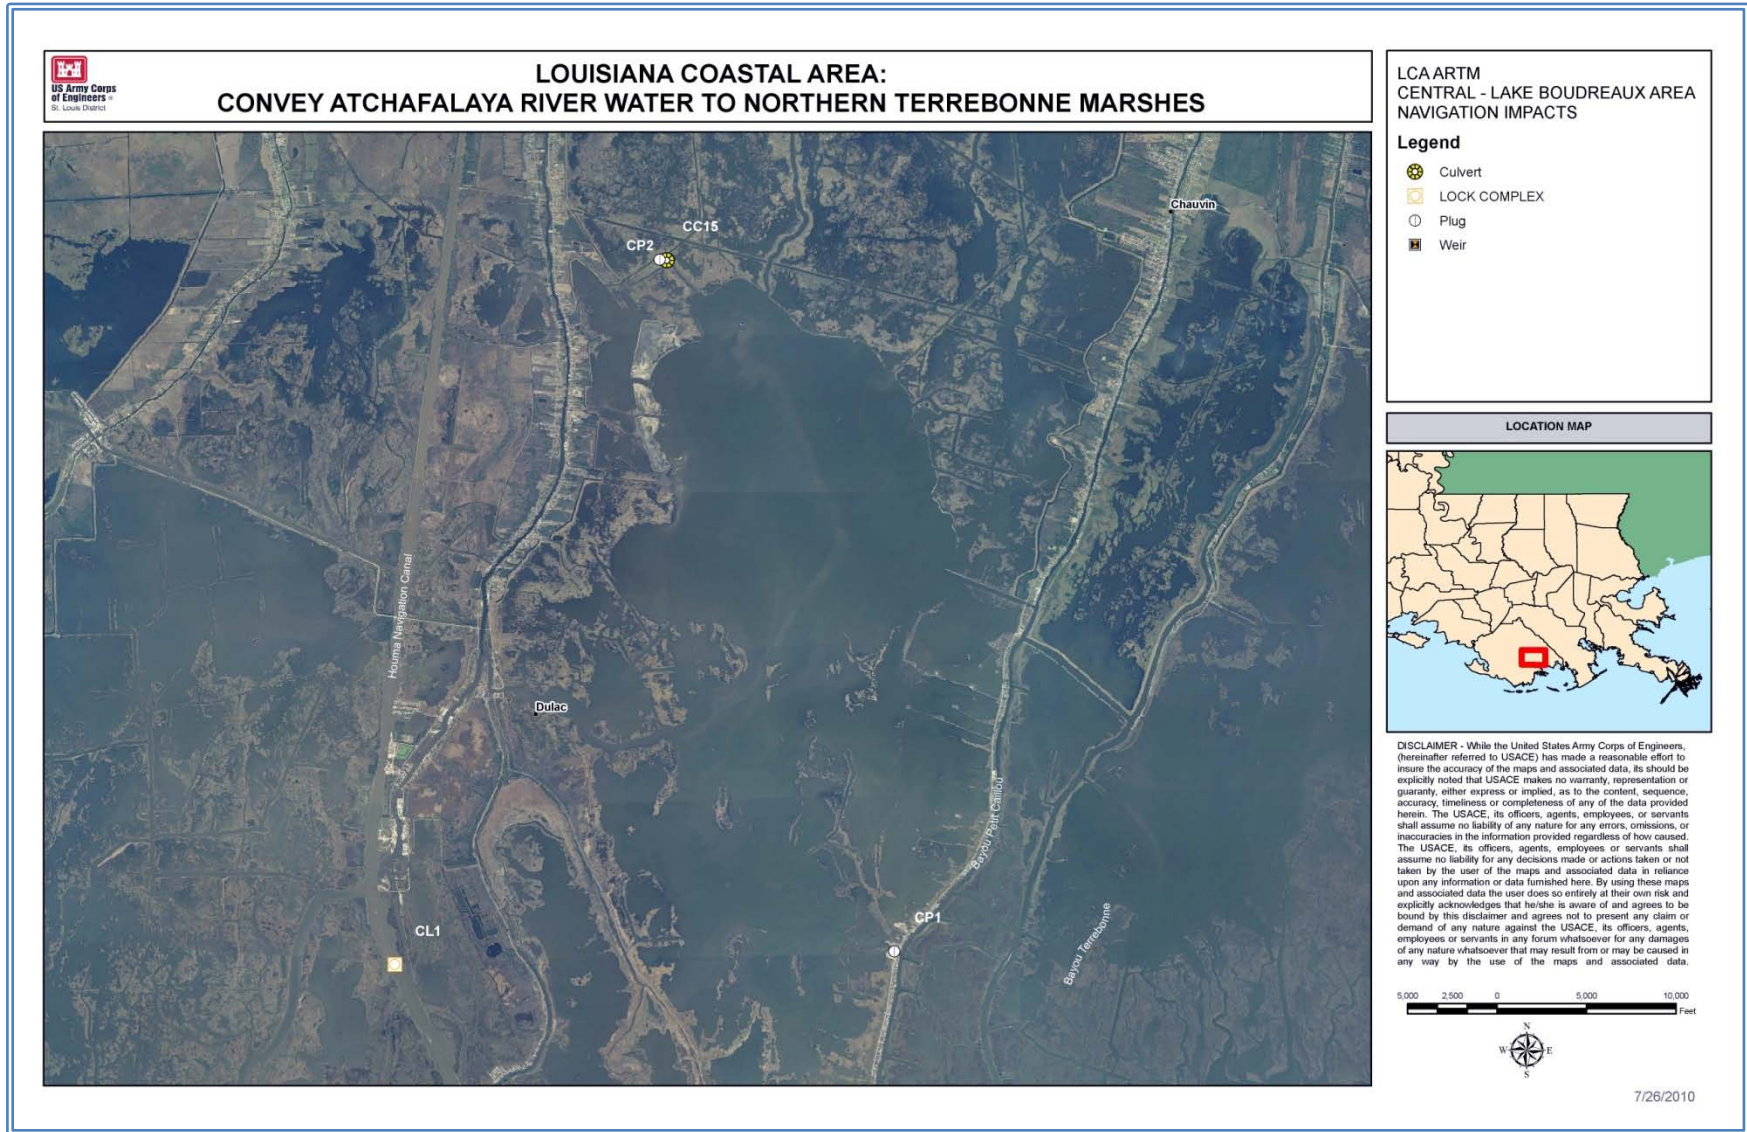 US Army Corps
of Engineers ®
St. Louis District
LOUISIANA COASTAL AREA:
CONVEY ATCHAFALAYA RIVER WATER TO NORTHERN TERREBONNE MARSHES
LCA ARTM
CENTRAL - LAKE BOUDREAUX AREA
NAVIGATION IMPACTS
Legend
Culvert
LOCK COMPLEX
Plug
Weir
Chauvin
CC15
CP2
Houma Navigation Canal
Dulac
Bayou Petit Caillou
CP1
Bayou Terrebonne
CL1
LOCATION MAP
DISCLAIMER - While the United States Army Corps of Engineers,
(hereinafter referred to USACE) has made a reasonable effort to
insure the accuracy of the maps and associated data, its should be
explicitly noted that USACE makes no warranty, representation or
guaranty, either express or implied, as to the content, sequence,
accuracy, timeliness or completeness of any of the data provided
herein. The USACE, its officers, agents, employees, or servants
shall assume no liability of any nature for any errors, omissions, or
inaccuracies in the information provided regardless of how caused.
The USACE, its officers, agents, employees or servants shall
assume no liability for any decisions made or actions taken or not
taken by the user of the maps and associated data in reliance
upon any information or data furnished here. By using these maps
and associated data the user does so entirely at their own risk and
explicitly acknowledges that he/she is aware of and agrees to be
bound by this disclaimer and agrees not to present any claim or
demand of any nature against the USACE, its officers, agents,
employees or servants in any forum whatsoever for any damages
of any nature whatsoever that may result from or may be caused in
any way by the use of the maps and associated data.
5,000 2,500 0 5,000 10,000
Feet
N
W E
S
7/26/2010